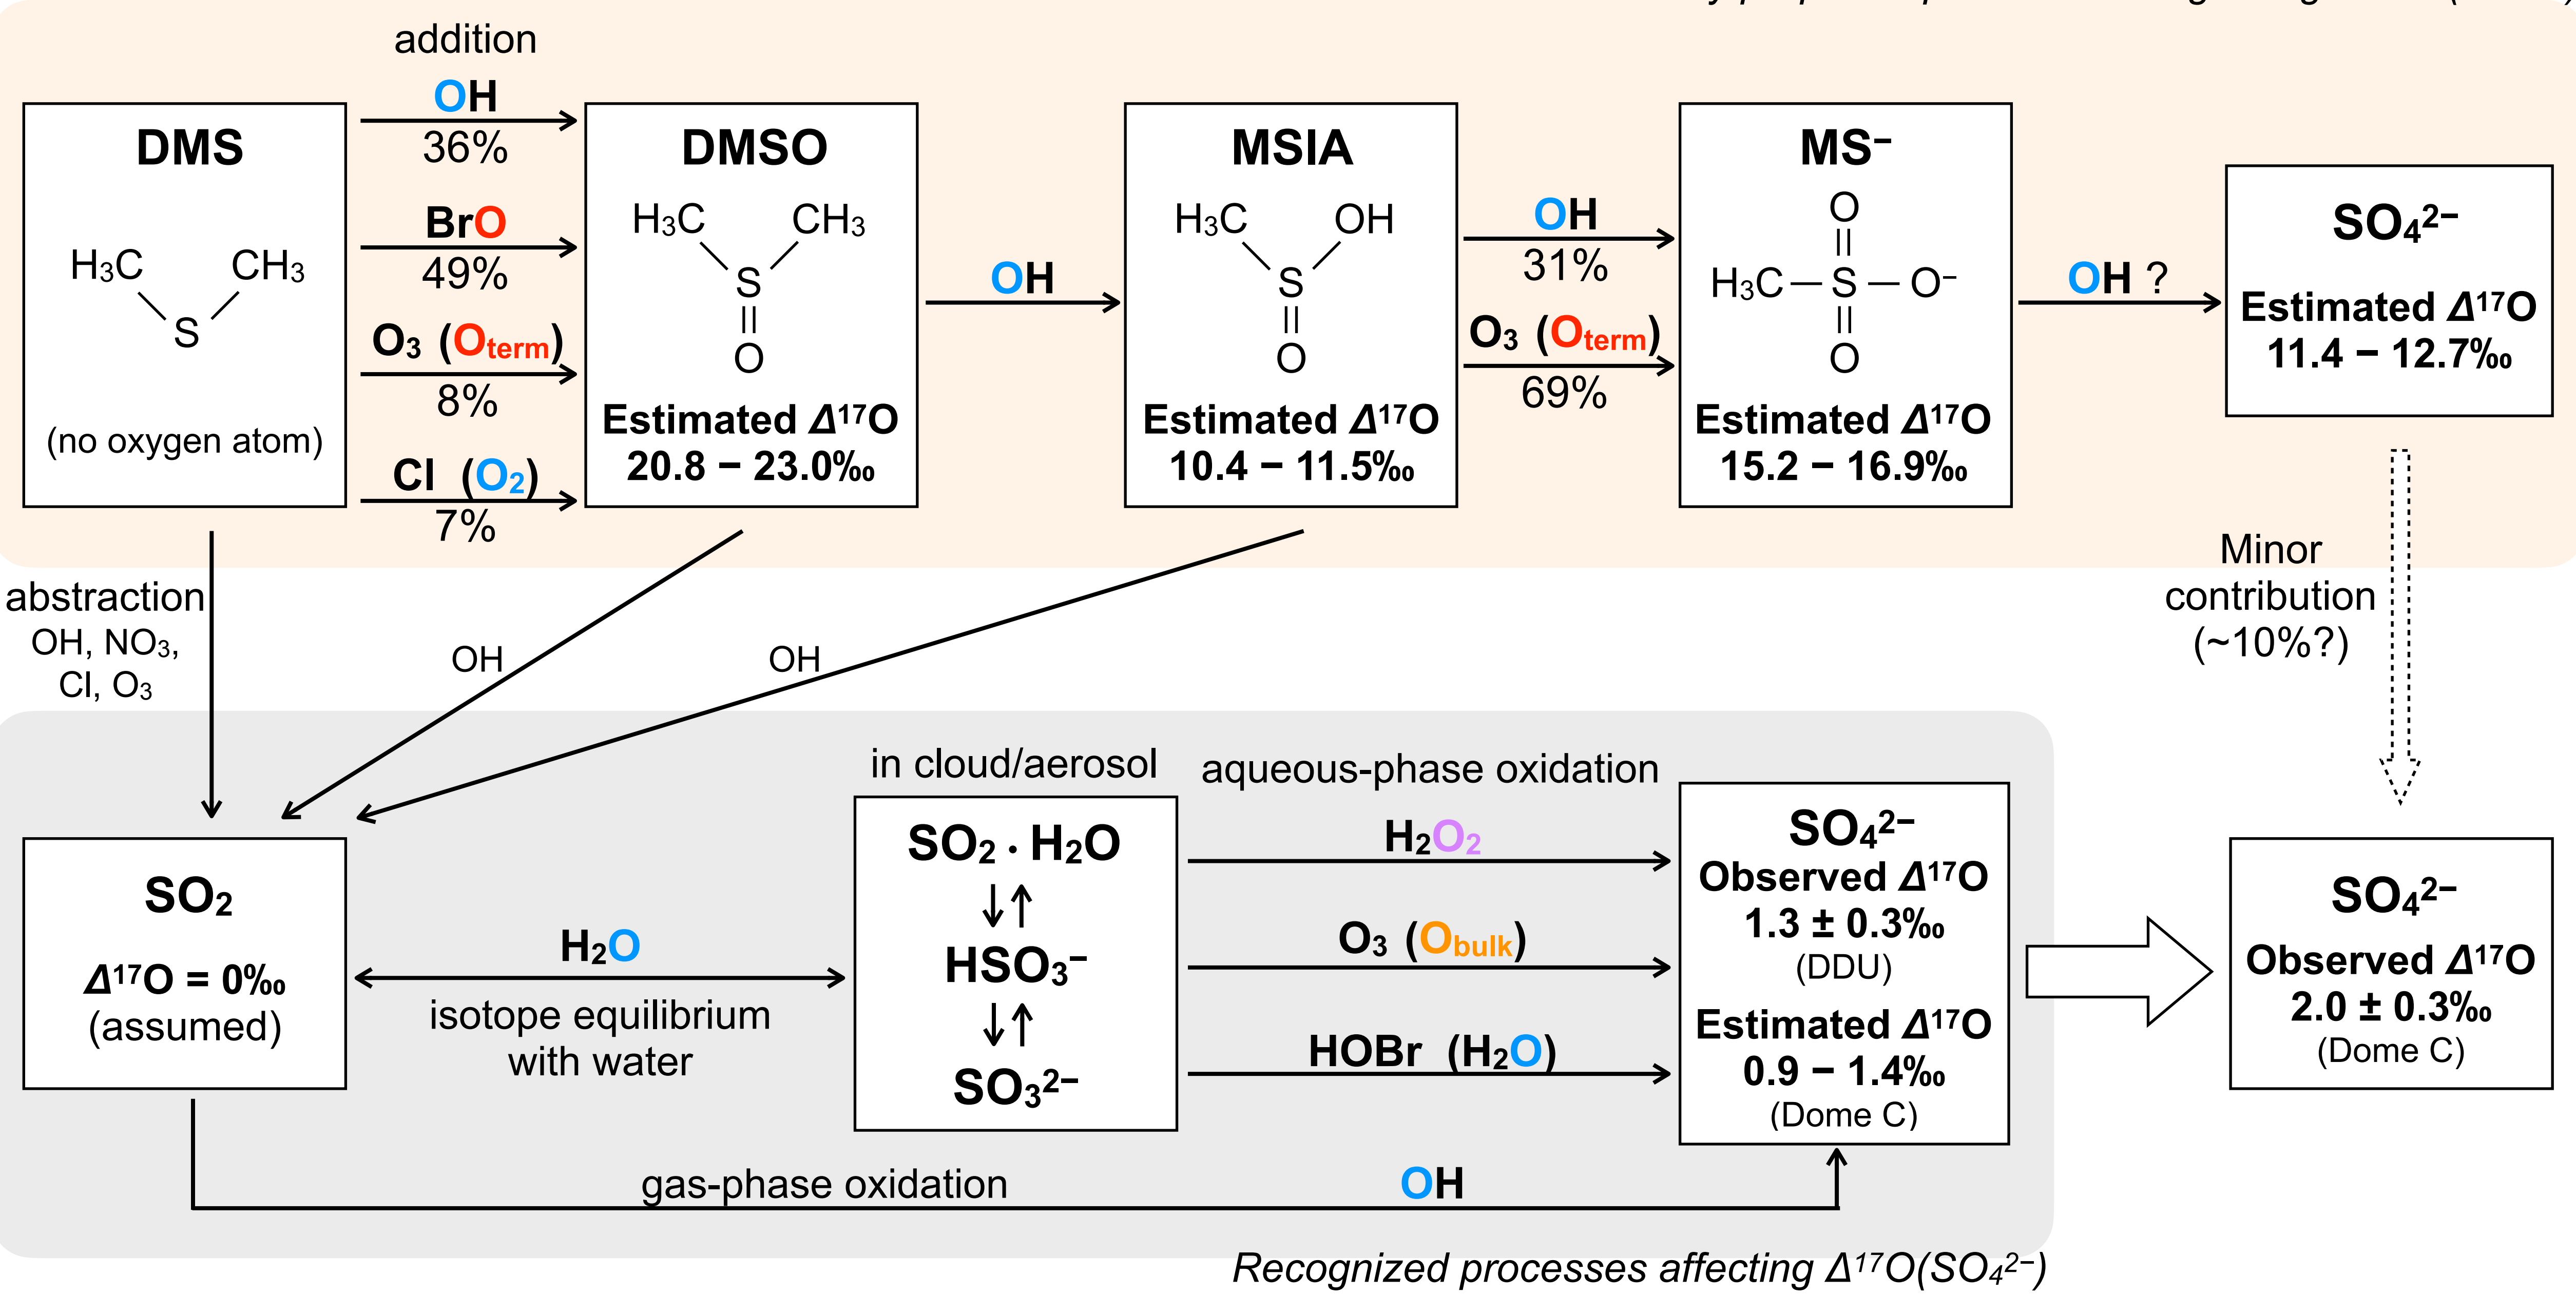 addition
OH
36%
BrO
49%
O₃ (Oterm)
8%
Cl (O₂)
7%
DMS
H₃C
CH₃
S
(no oxygen atom)
DMSO
H₃C
CH₃
S
O
Estimated Δ¹⁷O
20.8 − 23.0‰
OH
MSIA
H₃C
OH
S
O
Estimated Δ¹⁷O
10.4 − 11.5‰
OH
31%
O₃ (Oterm)
69%
MS⁻
O
H₃C — S — O⁻
O
Estimated Δ¹⁷O
15.2 − 16.9‰
OH ?
SO₄²⁻
Estimated Δ¹⁷O
11.4 − 12.7‰
abstraction
OH, NO₃,
Cl, O₃
OH
OH
Minor
contribution
(~10%?)
SO₂
Δ¹⁷O = 0‰
(assumed)
H₂O
isotope equilibrium
with water
in cloud/aerosol
SO₂ · H₂O
HSO₃⁻
SO₃²⁻
aqueous-phase oxidation
H₂O₂
O₃ (Obulk)
HOBr (H₂O)
SO₄²⁻
Observed Δ¹⁷O
1.3 ± 0.3‰
(DDU)
Estimated Δ¹⁷O
0.9 − 1.4‰
(Dome C)
SO₄²⁻
Observed Δ¹⁷O
2.0 ± 0.3‰
(Dome C)
gas-phase oxidation
OH
Recognized processes affecting Δ¹⁷O(SO₄²⁻)